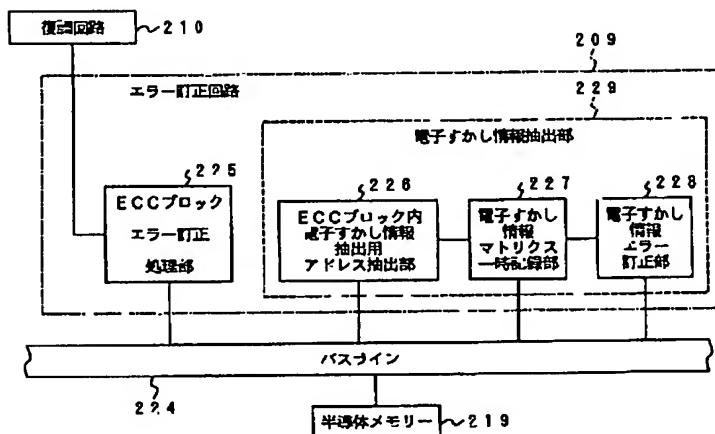 復調回路
210
209
エラー訂正回路
229
電子すかし情報抽出部
225
ECCブロック
エラー訂正
処理部
226
ECCブロック内
電子すかし情報
抽出用
アドレス抽出部
227
電子すかし
情報
マトリクス
一時記録部
228
電子すかし
情報
エラー
訂正部
バスライン
224
半導体メモリー
219